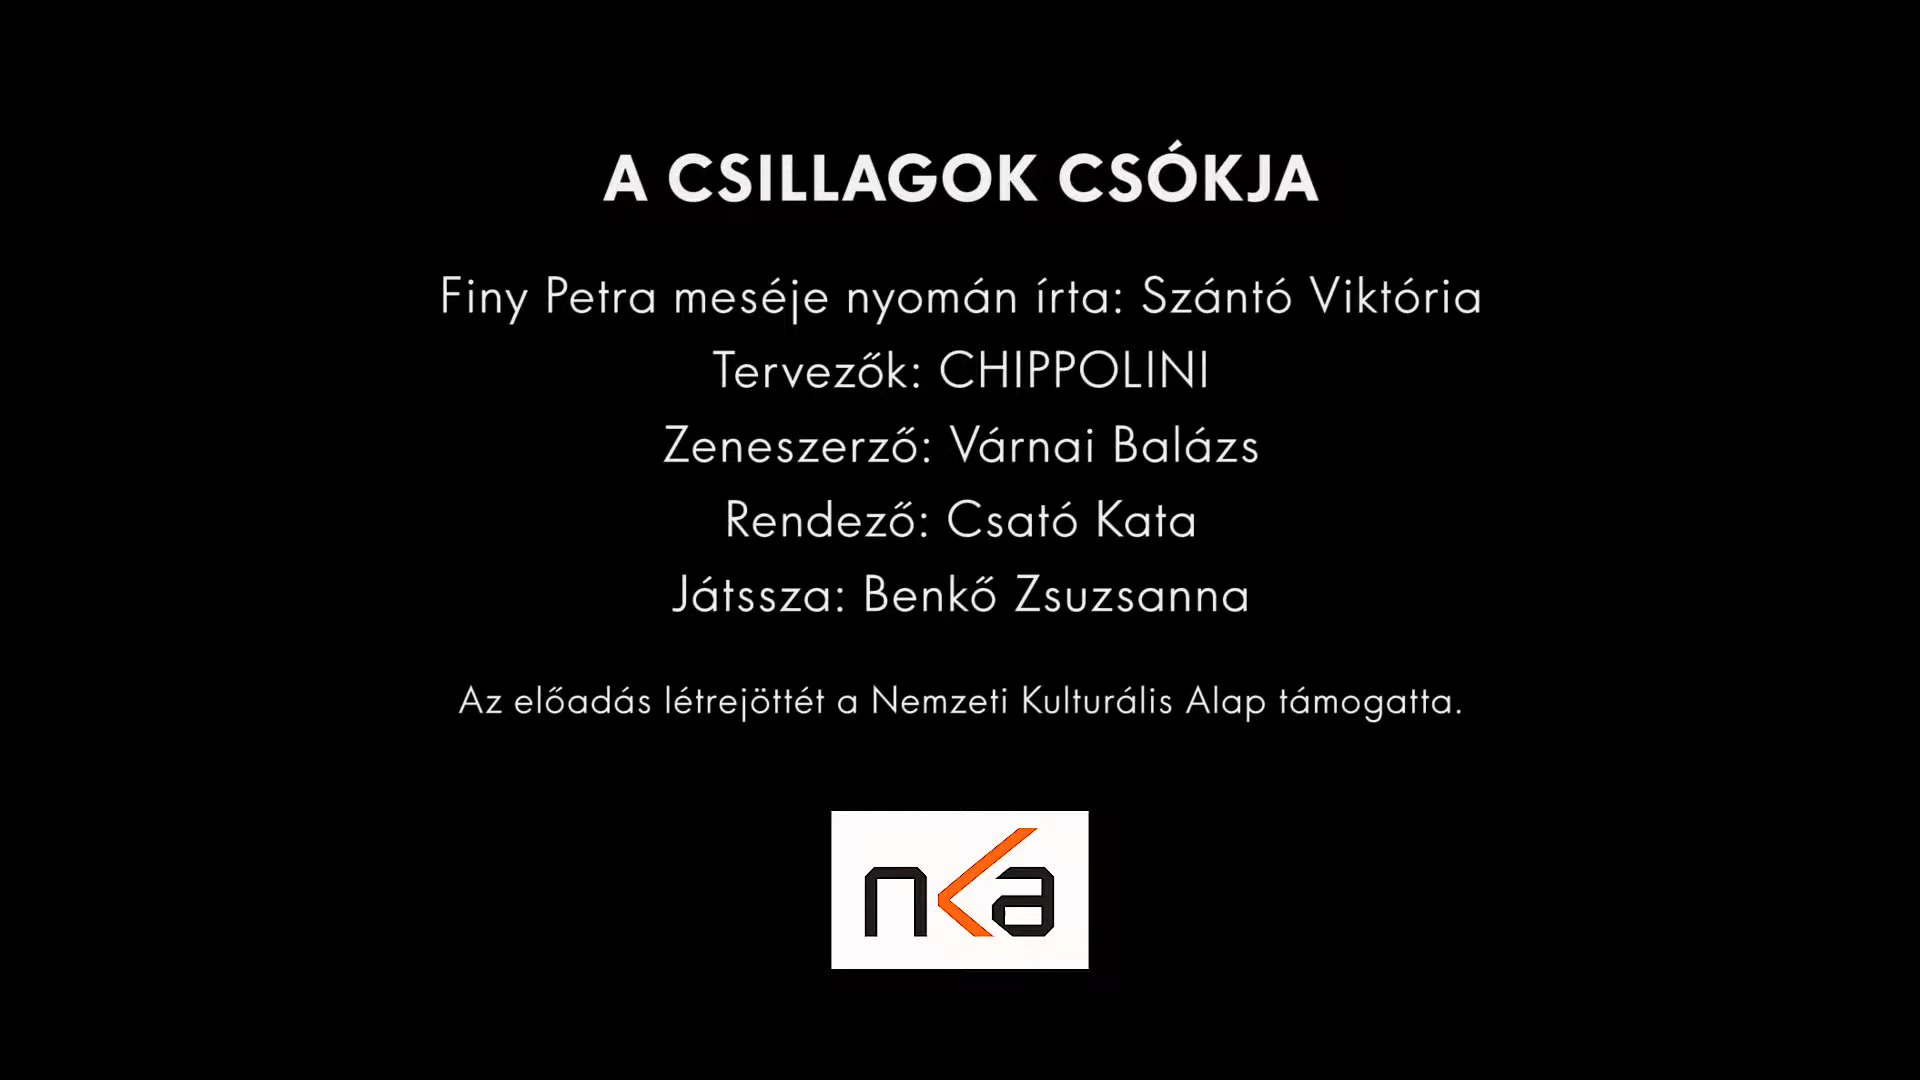 A CSILLAGOK CSÓKJA
Finy Petra meséje nyomán írta: Szántó Viktória
Tervezők: CHIPPOLINI
Zeneszerző: Várnai Balázs
Rendező: Csató Kata
Játssza: Benkő Zsuzsanna
Az előadás létrejöttét a Nemzeti Kulturális Alap támogatta.
nka